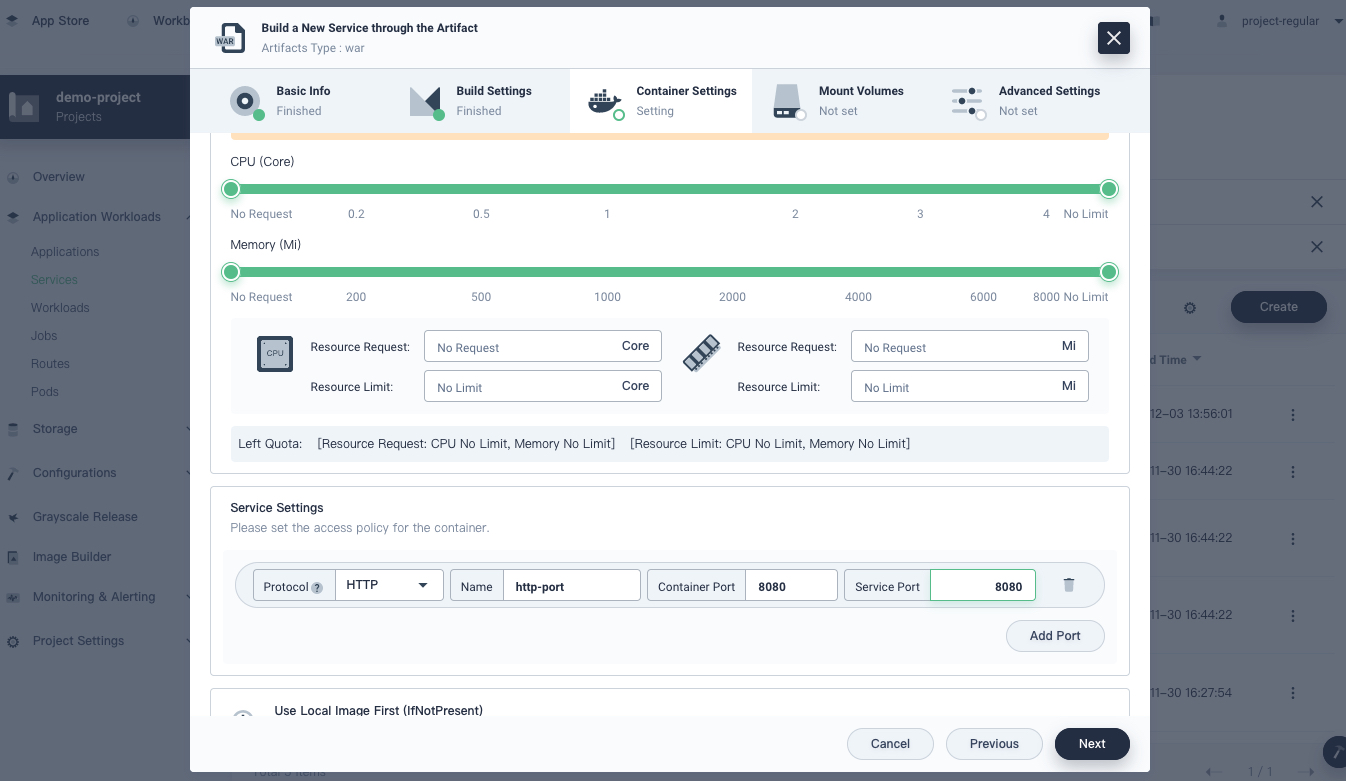 App Store
Workb
project-regular
demo-project
Projects
Overview
Application Workloads
Applications
Services
Workloads
Jobs
Routes
Pods
Storage
Configurations
Grayscale Release
Image Builder
Monitoring & Alerting
Project Settings
WAR
Build a New Service through the Artifact
Artifacts Type : war
Basic Info
Finished
Build Settings
Finished
Container Settings
Setting
Mount Volumes
Not set
Advanced Settings
Not set
CPU (Core)
No Request 0.2 0.5 1 2 3 4 No Limit
Memory (Mi)
No Request 200 500 1000 2000 4000 6000 8000 No Limit
CPU
Resource Request: No Request Core
Resource Limit: No Limit Core
Resource Request: No Request Mi
Resource Limit: No Limit Mi
Left Quota: [Resource Request: CPU No Limit, Memory No Limit] [Resource Limit: CPU No Limit, Memory No Limit]
Service Settings
Please set the access policy for the container.
Protocol ? HTTP Name http-port Container Port 8080 Service Port 8080
Add Port
Use Local Image First (IfNotPresent)
Cancel Previous Next
Create
d Time
12-03 13:56:01
11-30 16:44:22
11-30 16:44:22
11-30 16:44:22
11-30 16:27:54
1 / 1